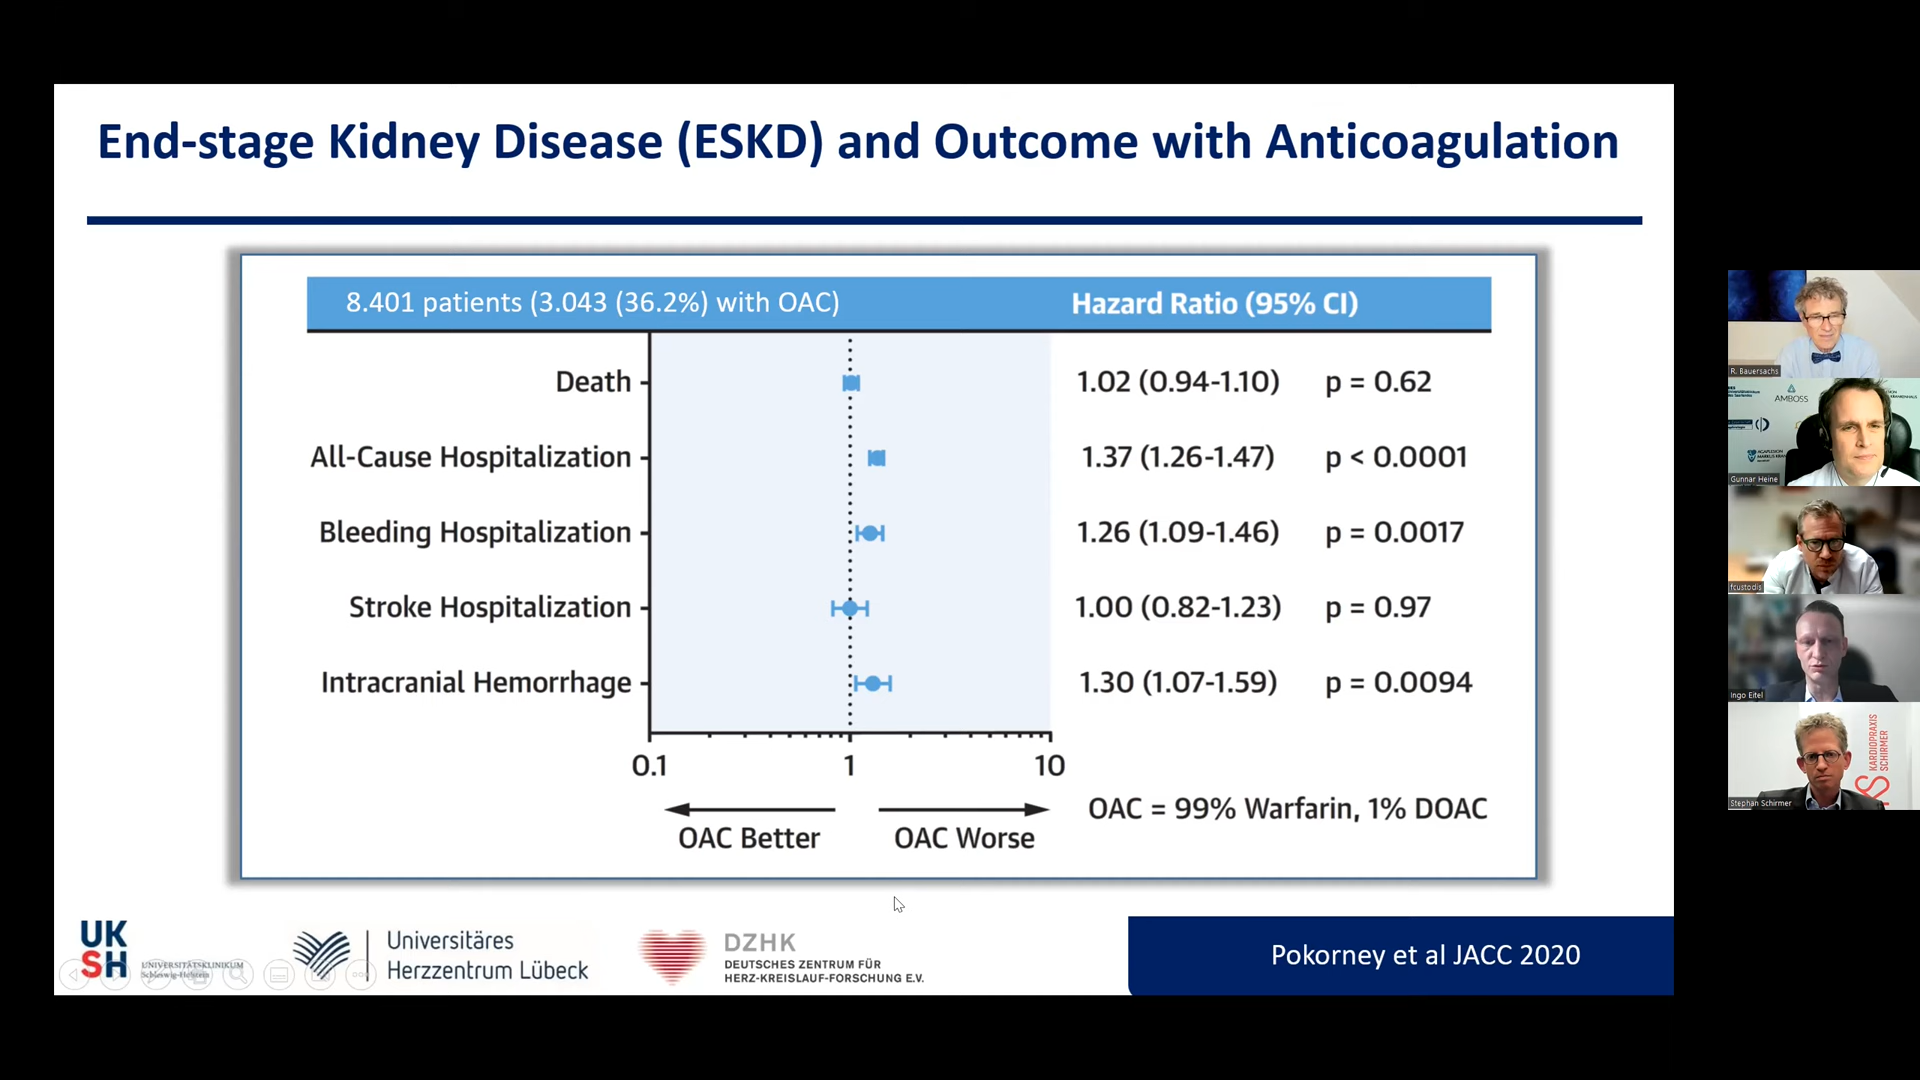 End-stage Kidney Disease (ESKD) and Outcome with Anticoagulation
8.401 patients (3.043 (36.2%) with OAC)
Hazard Ratio (95% CI)
Death
1.02 (0.94-1.10)
p = 0.62
All-Cause Hospitalization
1.37 (1.26-1.47)
p < 0.0001
Bleeding Hospitalization
1.26 (1.09-1.46)
p = 0.0017
Stroke Hospitalization
1.00 (0.82-1.23)
p = 0.97
Intracranial Hemorrhage
1.30 (1.07-1.59)
p = 0.0094
0.1
1
10
OAC Better
OAC Worse
OAC = 99% Warfarin, 1% DOAC
UK
SH
UNIVERSITÄTSKLINIKUM
Schleswig-Holstein
Universitäres
Herzzentrum Lübeck
DZHK
DEUTSCHES ZENTRUM FÜR
HERZ-KREISLAUF-FORSCHUNG E.V.
Pokorney et al JACC 2020
R. Bauersachs
AMBOSS
Gunnar Heine
fcustodis
Ingo Eitel
KARDIOPRAXIS
SCHIRMER
Stephan Schirmer